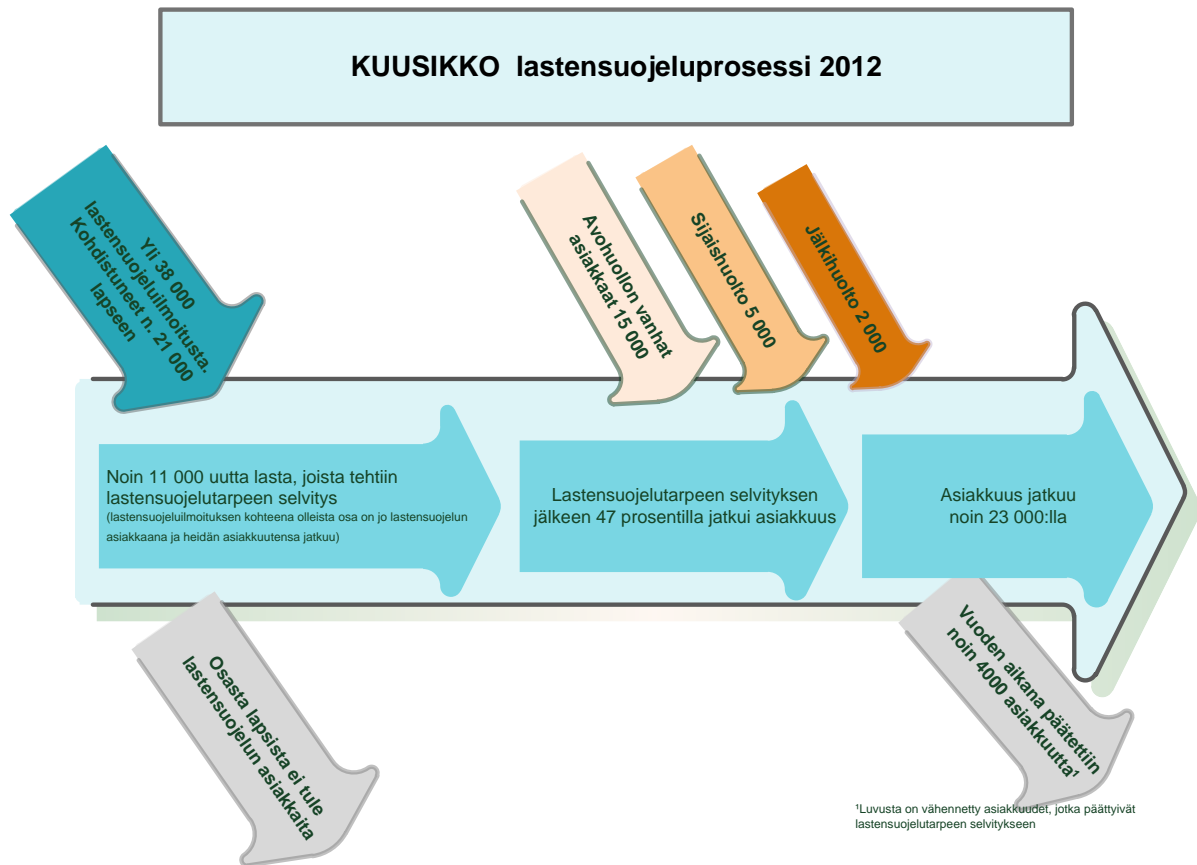 KUUSIKKO lastensuojeluprosessi 2012
Yli 38 000
lastensuojeluilmoitusta.
Kohdistuneet n. 21 000
lapseen
Avohuollon vanhat
asiakkaat 15 000
Sijaishuolto 5 000
Jälkihuolto 2 000
Noin 11 000 uutta lasta, joista tehtiin
lastensuojelutarpeen selvitys
(lastensuojeluilmoituksen kohteena olleista osa on jo lastensuojelun
asiakkaana ja heidän asiakkuutensa jatkuu)
Lastensuojelutarpeen selvityksen
jälkeen 47 prosentilla jatkui asiakkuus
Asiakkuus jatkuu
noin 23 000:lla
Osasta lapsista ei tule
lastensuojelun asiakkaita
Vuoden aikana päätettiin
noin 4000 asiakkuutta¹
¹Luvusta on vähennetty asiakkuudet, jotka päättyivät
lastensuojelutarpeen selvitykseen